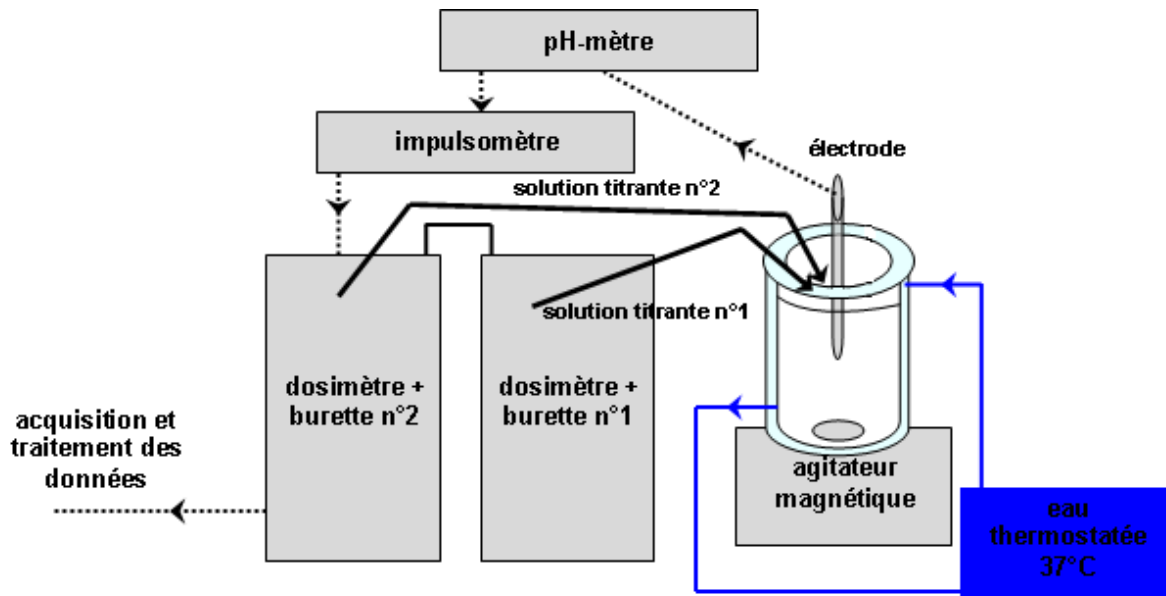 pH-mètre
impulsomètre
électrode
solution titrante n°2
solution titrante n°1
dosimètre +
burette n°2
dosimètre +
burette n°1
acquisition et
traitement des
données
agitateur
magnétique
eau
thermostatée
37°C